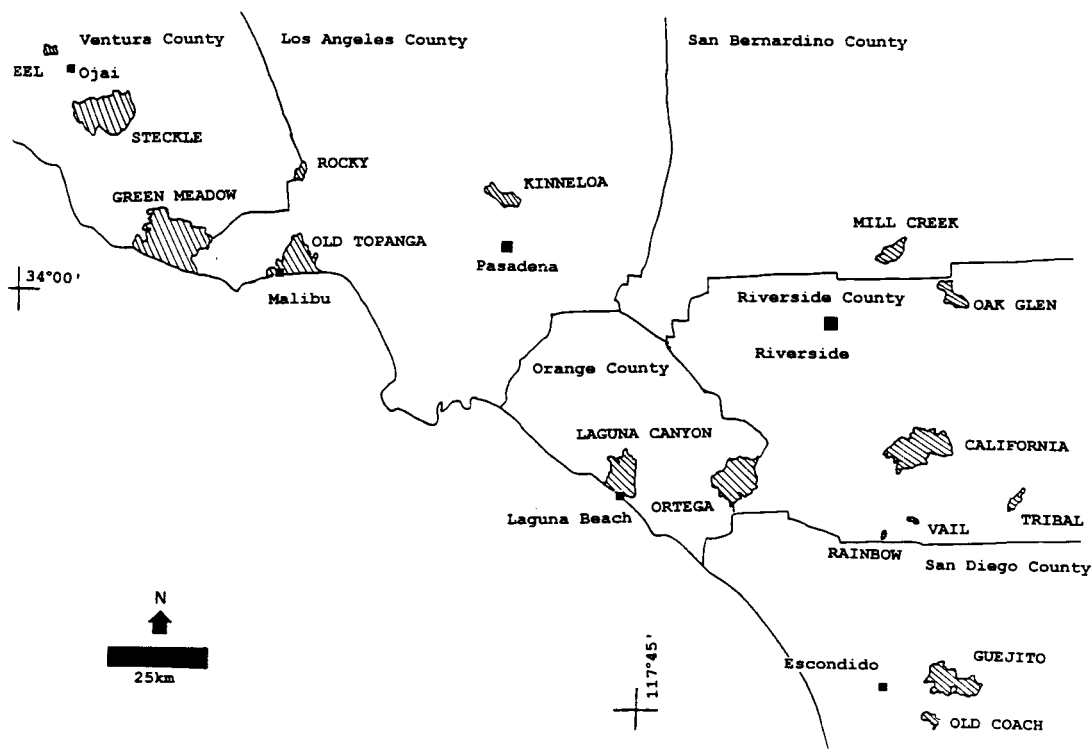 Ventura County
Los Angeles County
San Bernardino County
EEL
Ojai
STECKLE
ROCKY
KINNELOA
GREEN MEADOW
MILL CREEK
OLD TOPANGA
Pasadena
34°00'
Malibu
Riverside County
OAK GLEN
Riverside
Orange County
LAGUNA CANYON
CALIFORNIA
ORTEGA
Laguna Beach
TRIBAL
VAIL
RAINBOW
San Diego County
N
25km
117°45'
Escondido
GUEJITO
OLD COACH